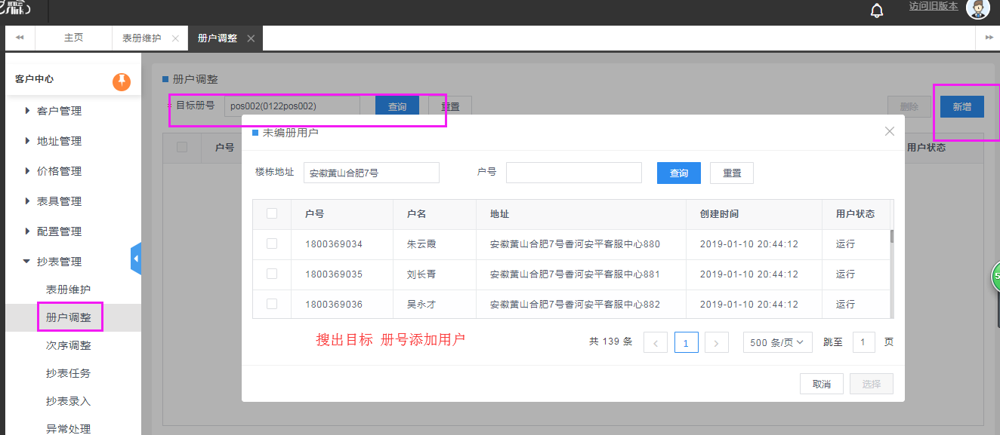 访问旧版本
主页 表册维护 册户调整
客户中心
客户管理
地址管理
价格管理
表具管理
配置管理
抄表管理
表册维护
册户调整
次序调整
抄表任务
抄表录入
异常处理
册户调整
目标册号 pos002(0122pos002) 查询 重置 删除 新增
户号 用户状态
未编册用户
楼栋地址 安徽黄山合肥7号 户号 查询 重置
户号 户名 地址 创建时间 用户状态
1800369034 朱云霞 安徽黄山合肥7号香河安平客服中心880 2019-01-10 20:44:12 运行
1800369035 刘长青 安徽黄山合肥7号香河安平客服中心881 2019-01-10 20:44:12 运行
1800369036 吴永才 安徽黄山合肥7号香河安平客服中心882 2019-01-10 20:44:12 运行
搜出目标 册号添加用户
共 139 条 1 500 条/页 跳至 1 页
取消 选择